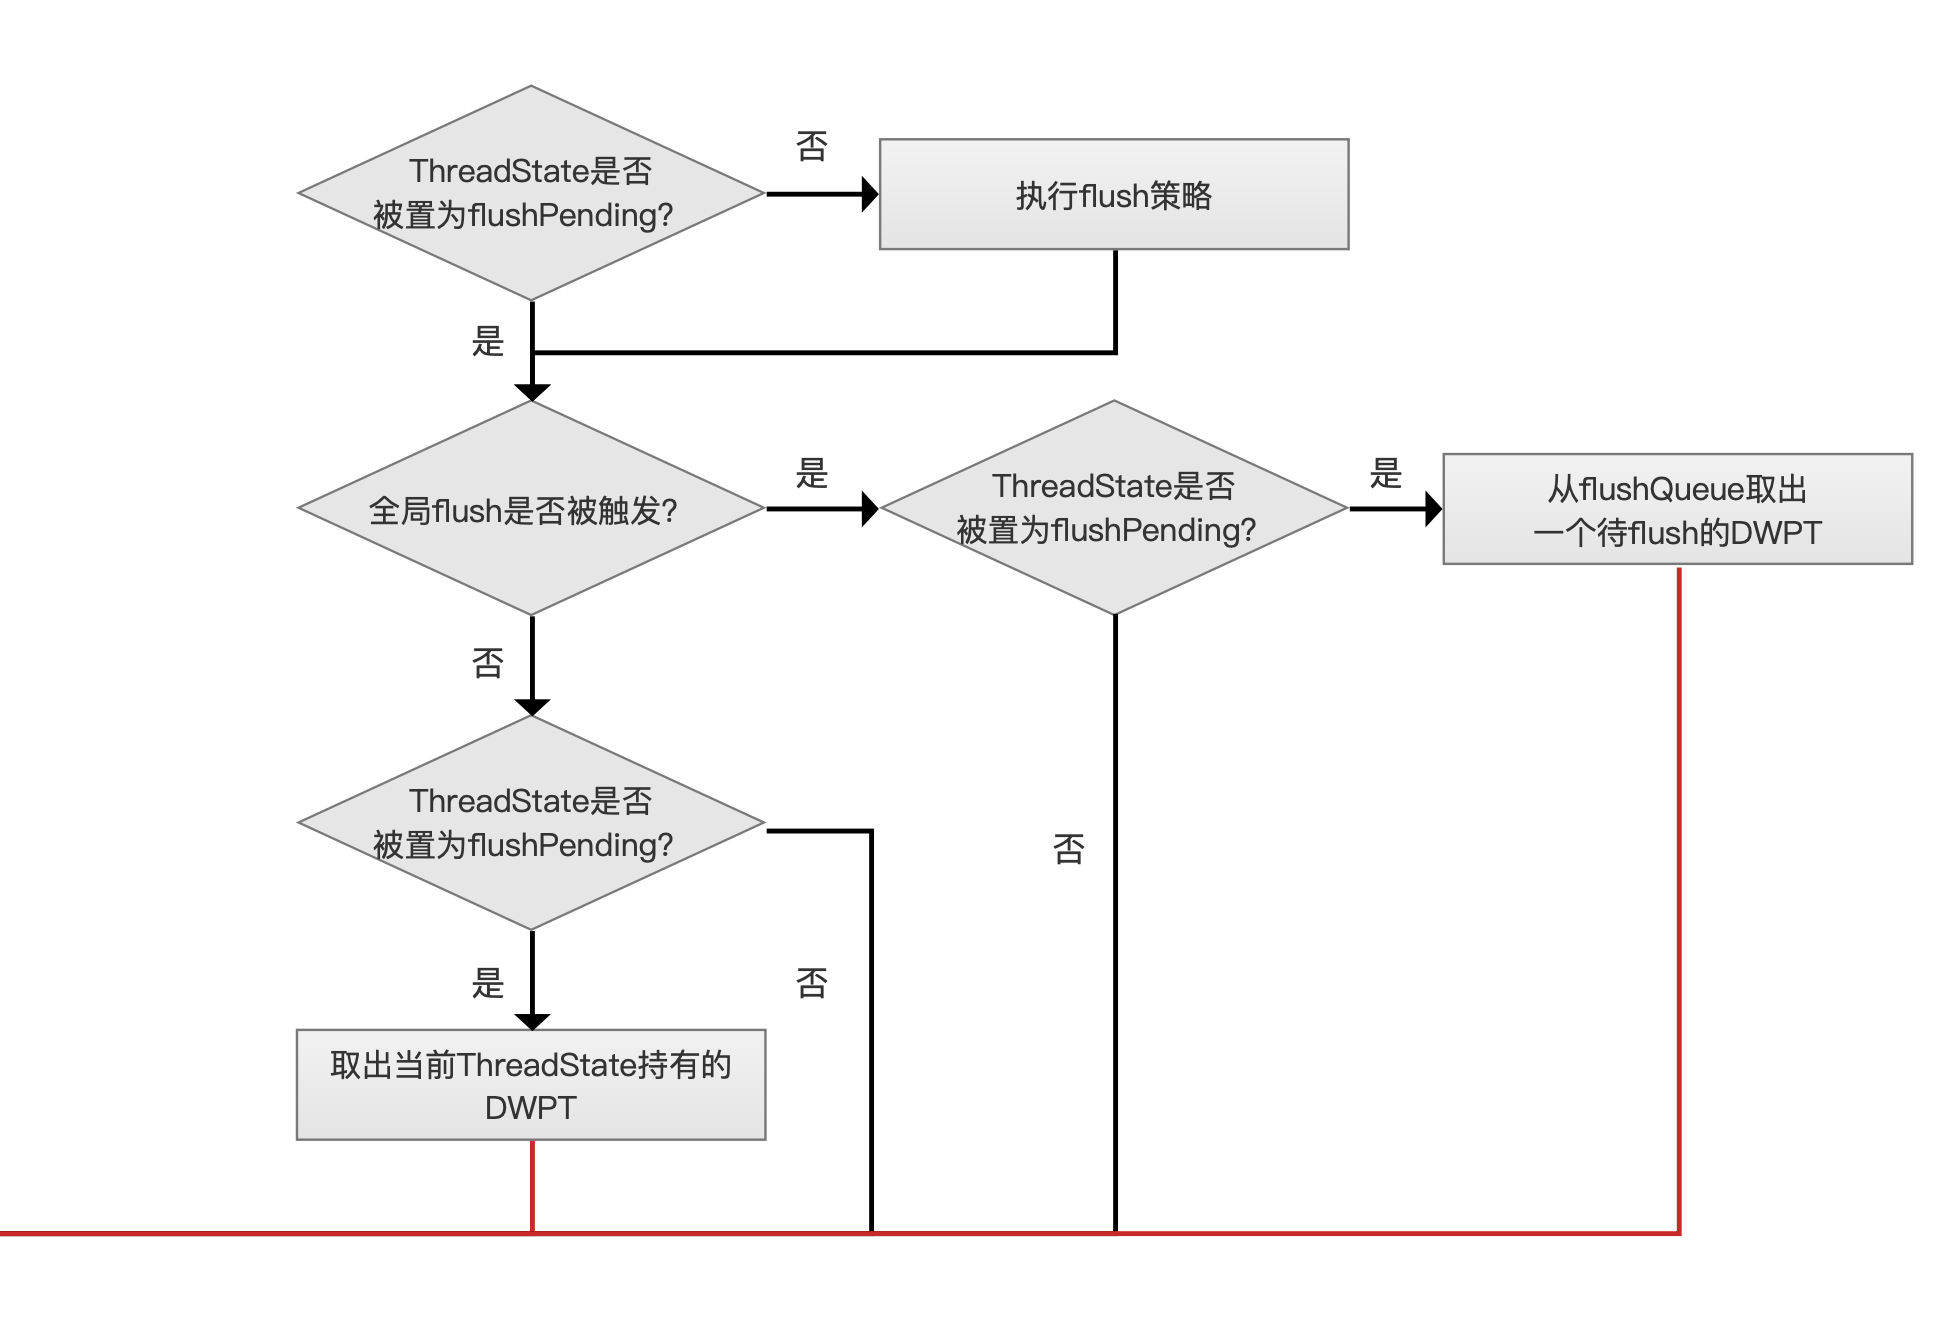 ThreadState是否
被置为flushPending?
否
执行flush策略
是
全局flush是否被触发?
是
ThreadState是否
被置为flushPending?
是
从flushQueue取出
一个待flush的DWPT
否
ThreadState是否
被置为flushPending?
否
是
否
取出当前ThreadState持有的
DWPT